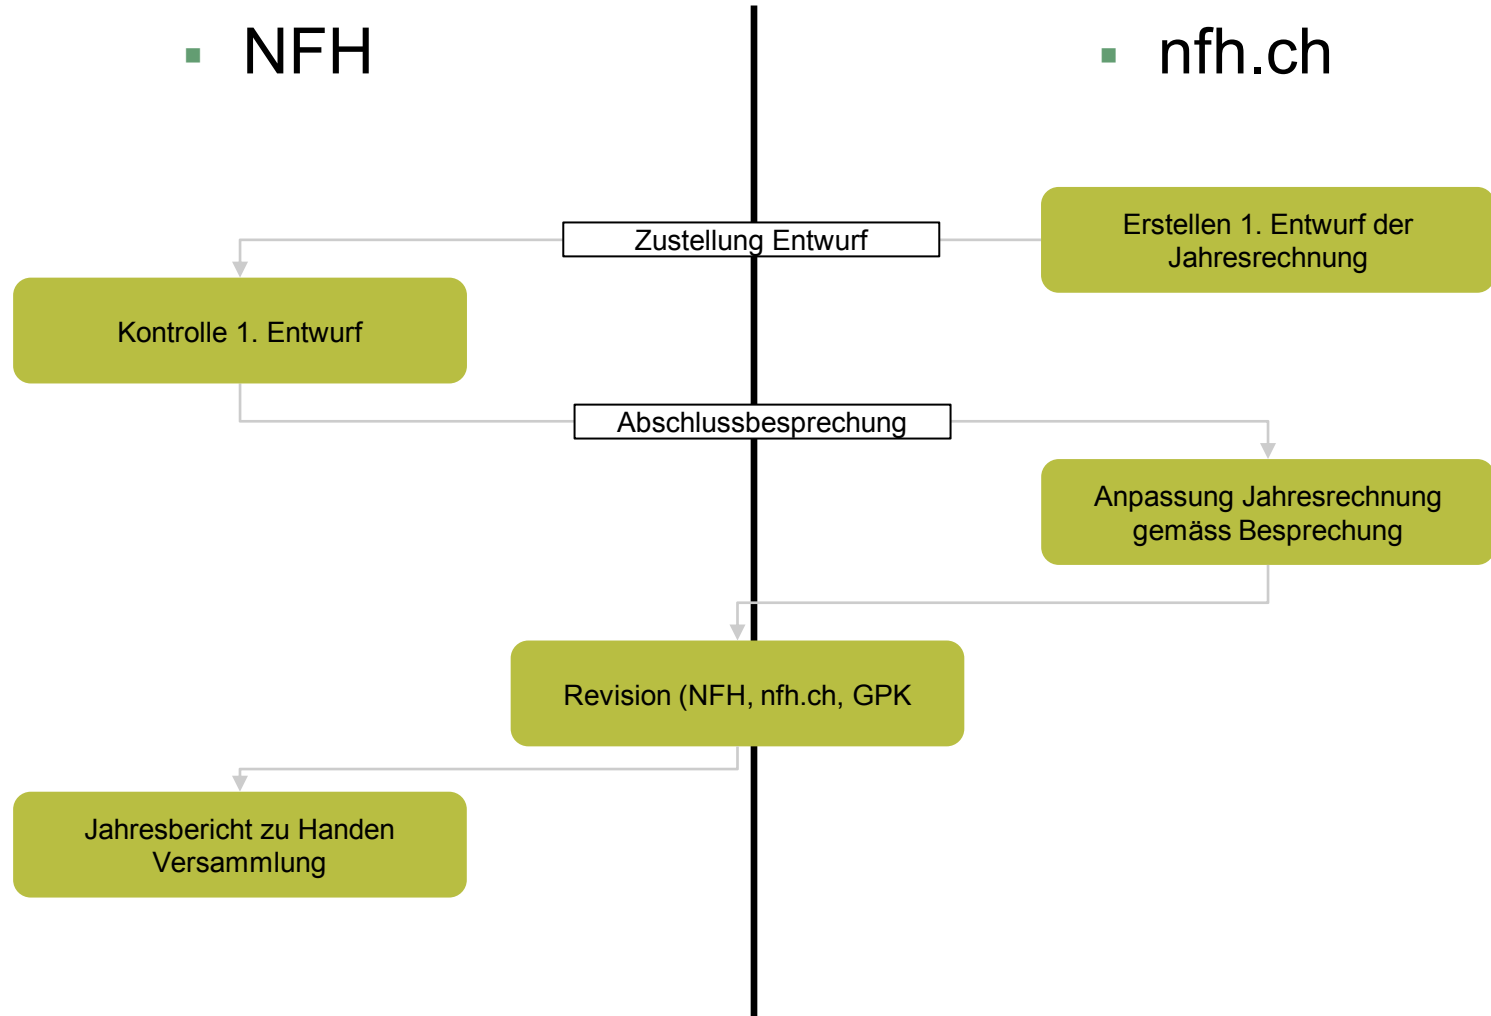 NFH
nfh.ch
Erstellen 1. Entwurf der
Jahresrechnung
Zustellung Entwurf
Kontrolle 1. Entwurf
Abschlussbesprechung
Anpassung Jahresrechnung
gemäss Besprechung
Revision (NFH, nfh.ch, GPK
Jahresbericht zu Handen
Versammlung